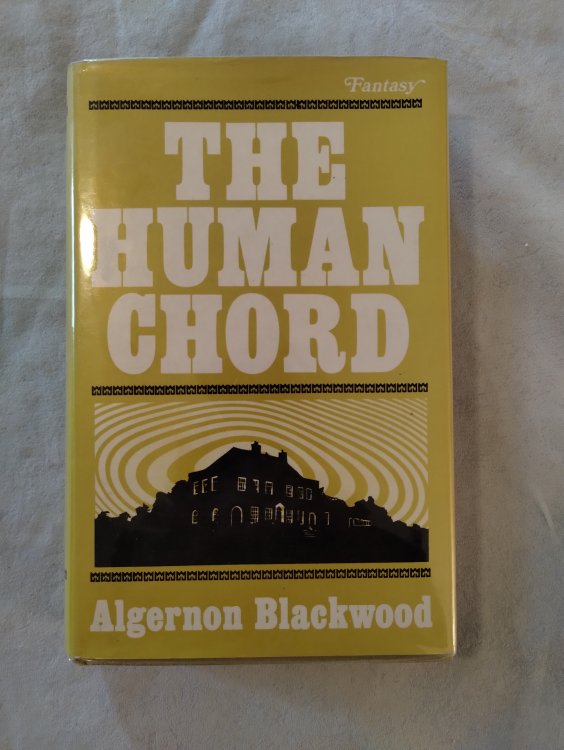 Fantasy
THE
HUMAN
CHORD
Algernon Blackwood